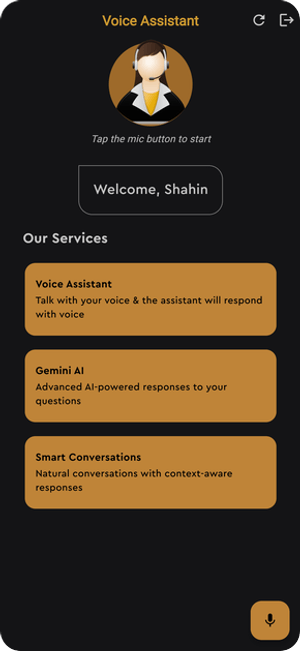 Voice Assistant
Tap the mic button to start
Welcome, Shahin
Our Services
Voice Assistant
Talk with your voice & the assistant will respond
with voice
Gemini AI
Advanced AI-powered responses to your
questions
Smart Conversations
Natural conversations with context-aware
responses